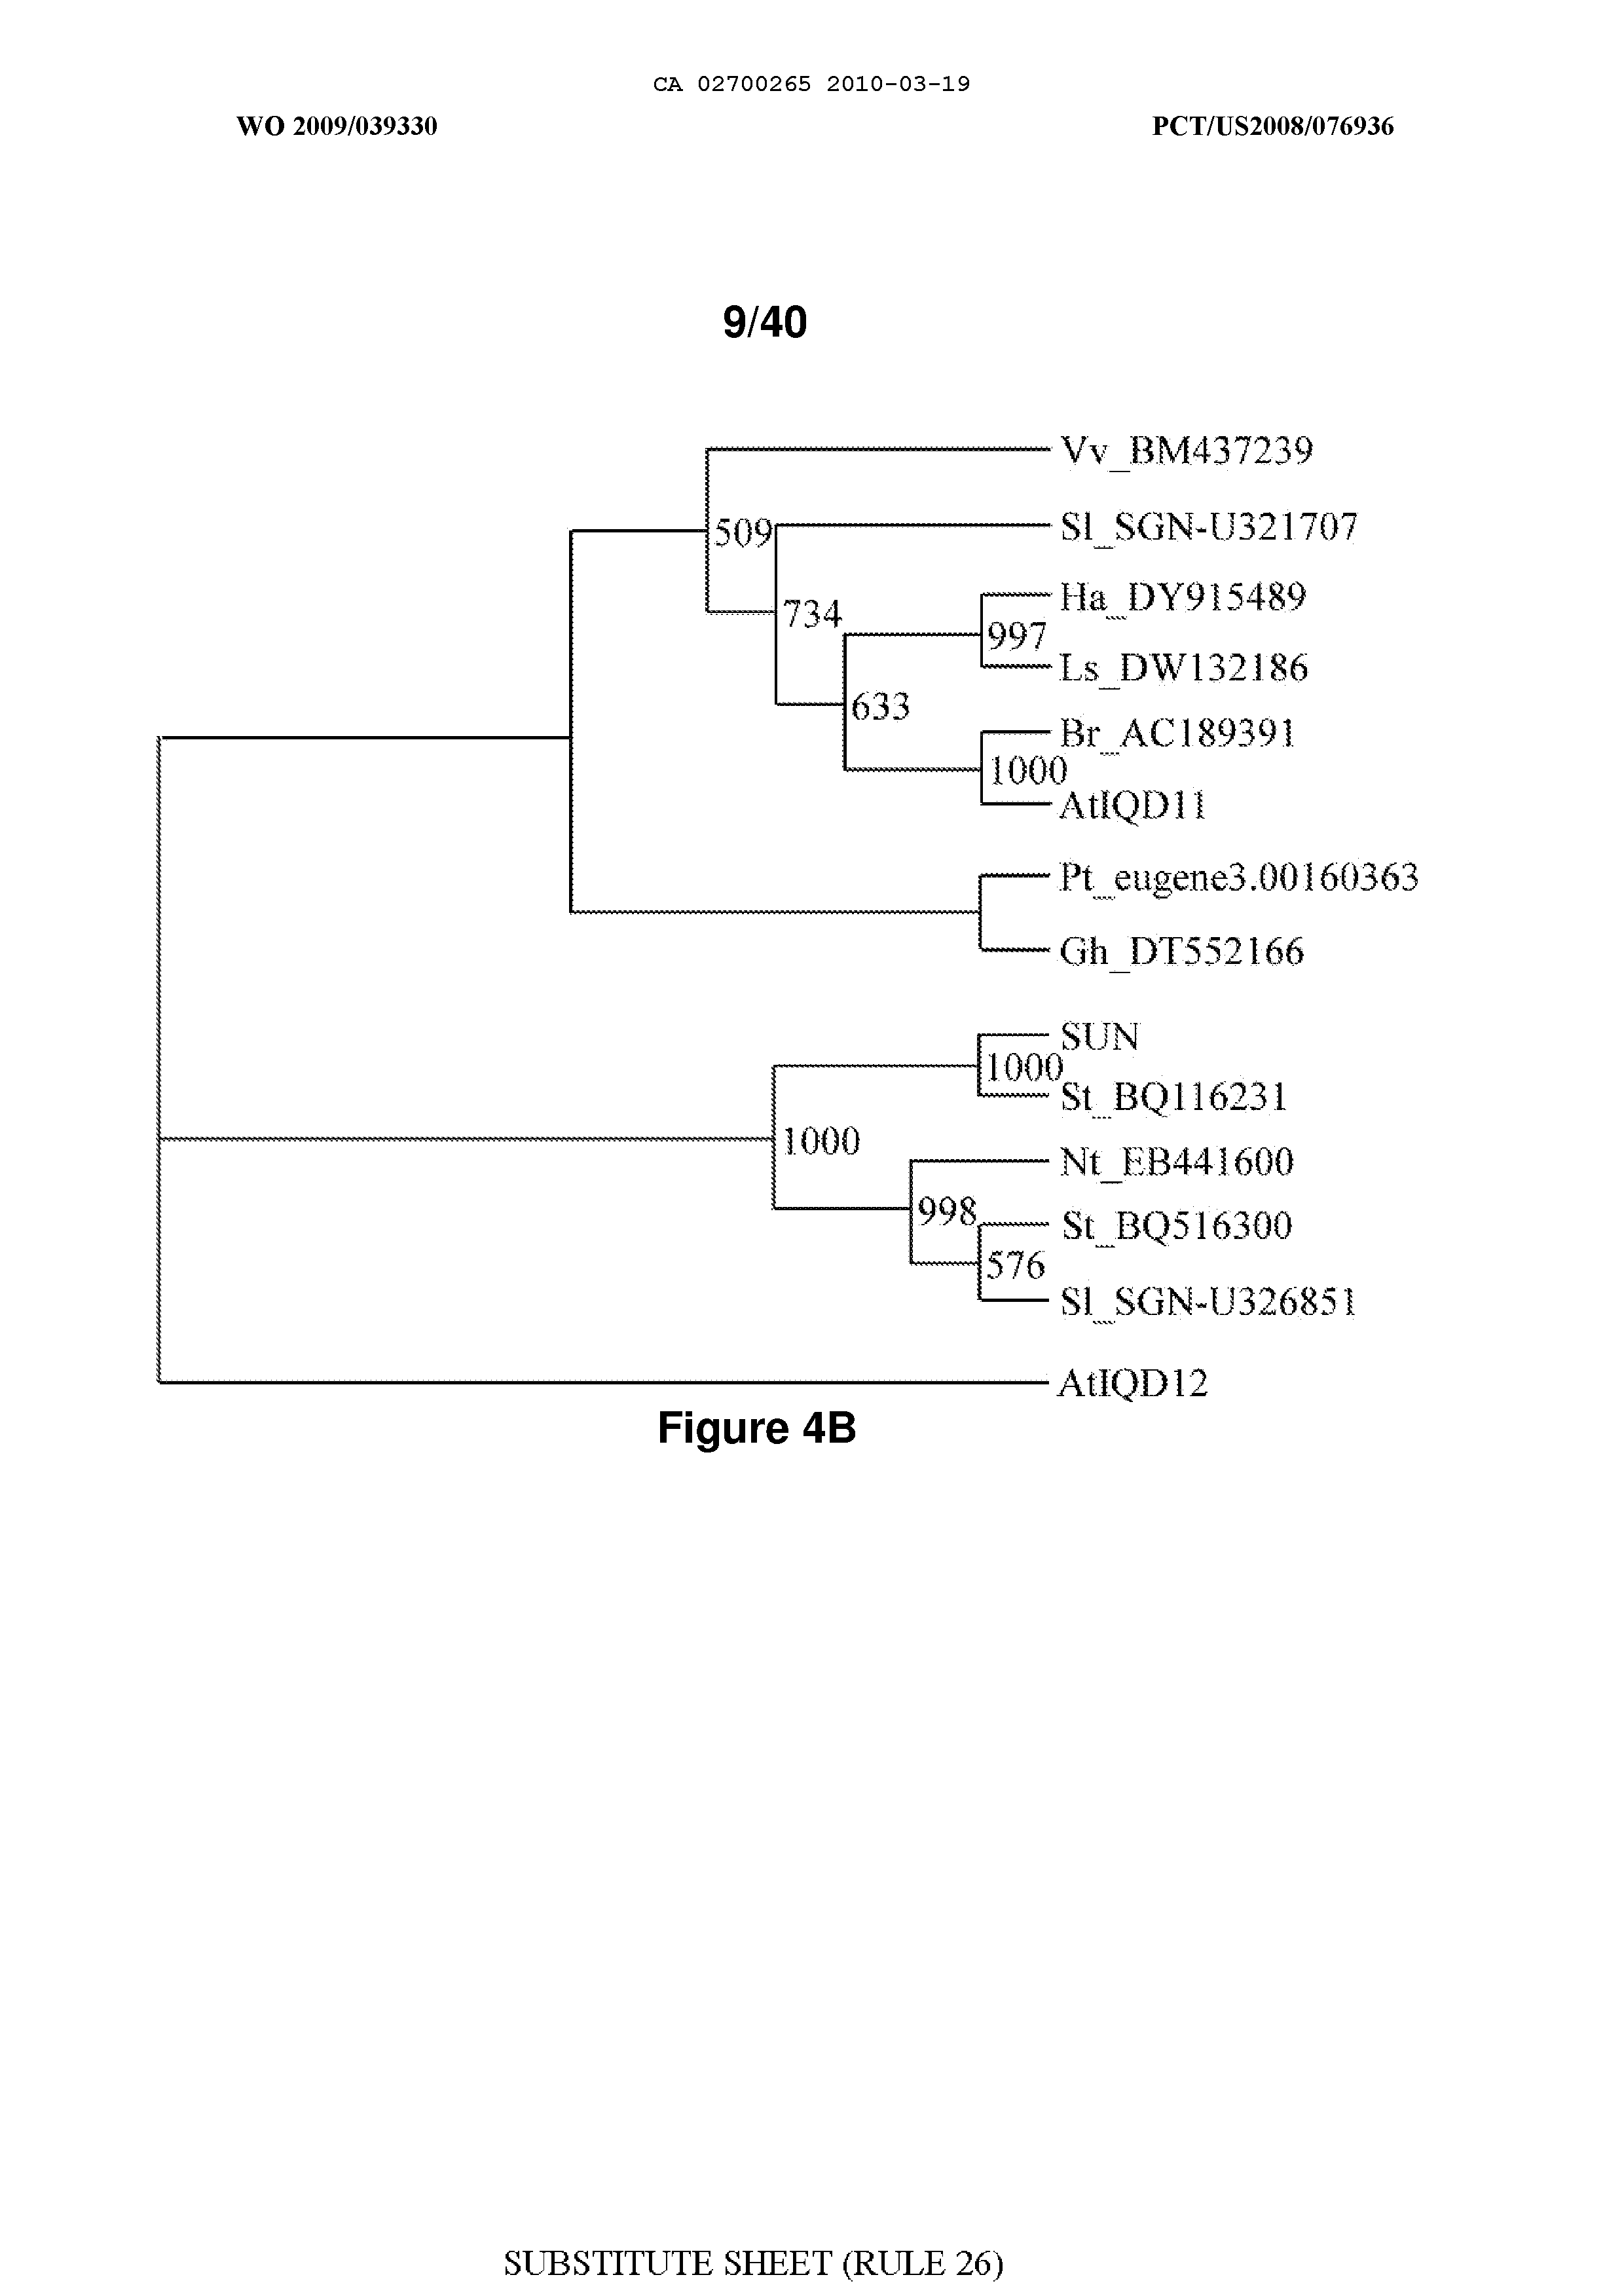 CA 02700265 2010-03-19
WO 2009/039330 PCT/US2008/076936
9/40
Vv_BM437239
509
Sl_SGN-U321707
Ha_DY915489
734
997
Ls_DW132186
633
Br_AC189391
1000
AtIQD11
Pt_eugene3.00160363
Gh_DT552166
SUN
1000
St_BQ116231
1000
Nt_EB441600
998
St_BQ516300
576
Sl_SGN-U326851
AtIQD12
Figure 4B
SUBSTITUTE SHEET (RULE 26)